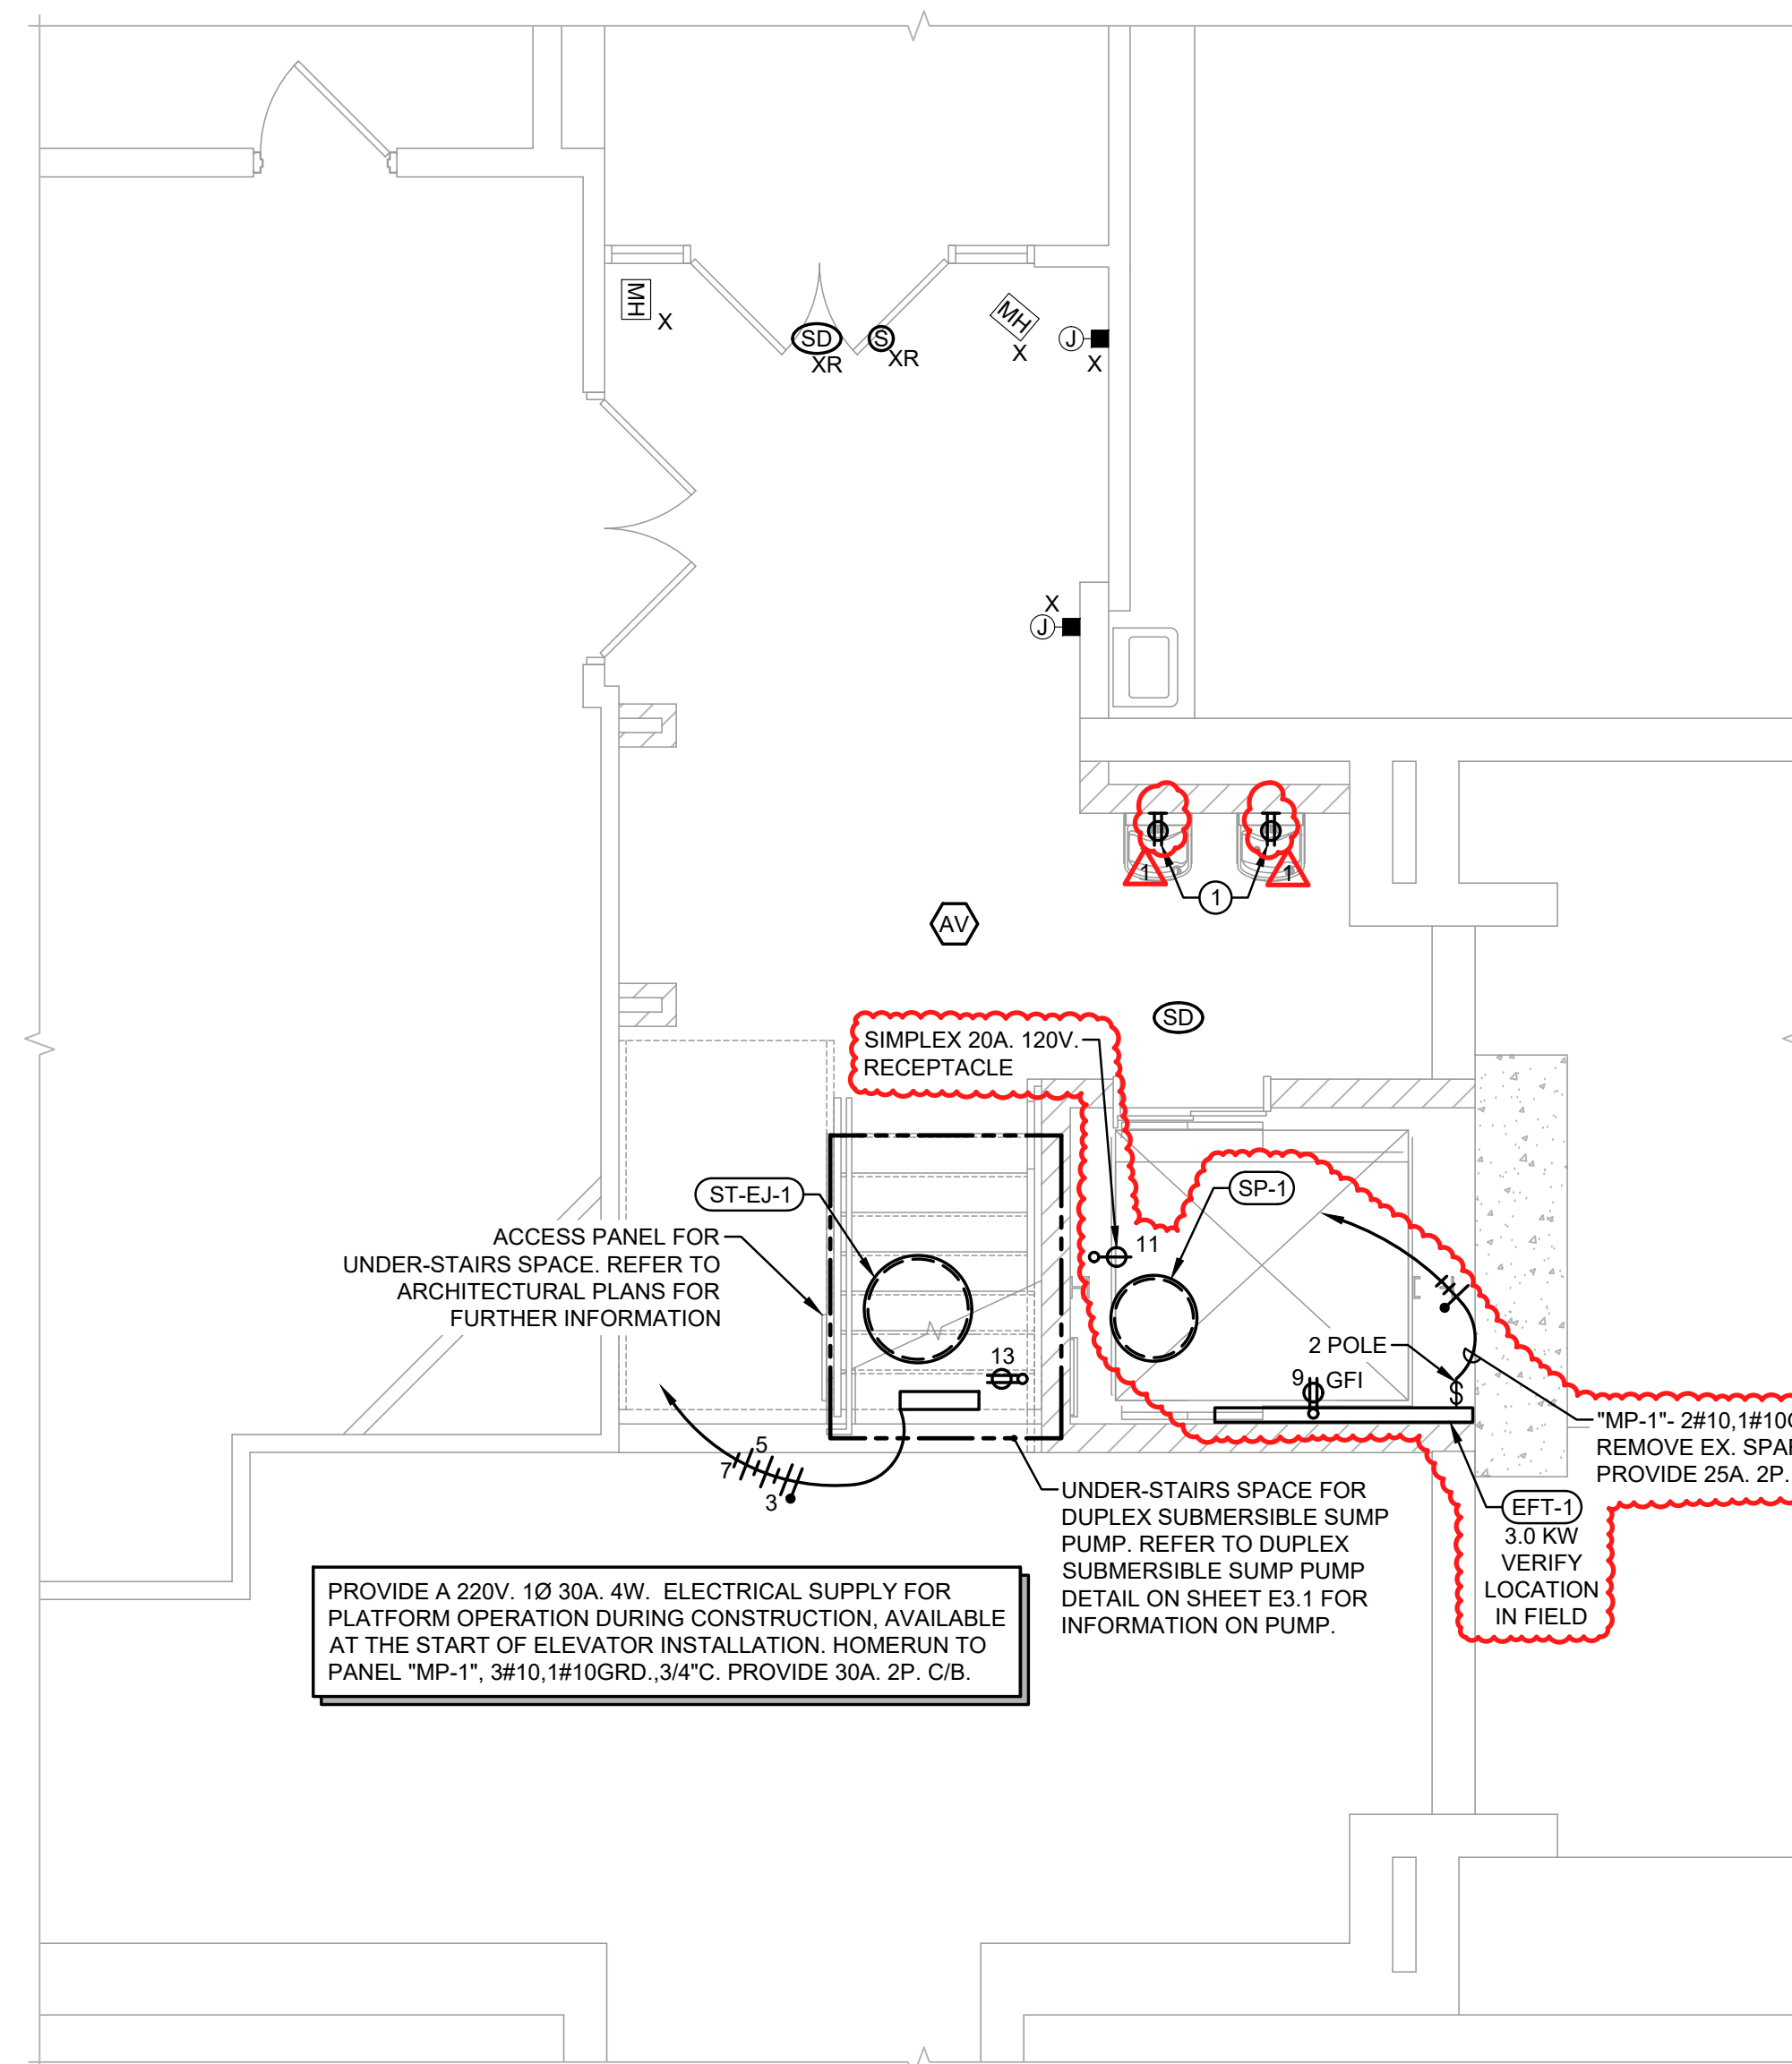 MH
X
SD
XR
S
XR
MH
X
J
X
X
J
1
1
1
AV
SD
SIMPLEX 20A. 120V.
RECEPTACLE
ST-EJ-1
SP-1
11
ACCESS PANEL FOR
UNDER-STAIRS SPACE. REFER TO
ARCHITECTURAL PLANS FOR
FURTHER INFORMATION
2 POLE
13
9
GFI
$
"MP-1"- 2#10,1#10
REMOVE EX.
PROVIDE 25A. 2P.
5
7
3
UNDER-STAIRS SPACE FOR
DUPLEX SUBMERSIBLE SUMP
PUMP. REFER TO DUPLEX
SUBMERSIBLE SUMP PUMP
DETAIL ON SHEET E3.1 FOR
INFORMATION ON PUMP.
EFT-1
3.0 KW
VERIFY
LOCATION
IN FIELD
PROVIDE A 220V. 1Ø 30A. 4W. ELECTRICAL SUPPLY FOR
PLATFORM OPERATION DURING CONSTRUCTION, AVAILABLE
AT THE START OF ELEVATOR INSTALLATION. HOMERUN TO
PANEL "MP-1", 3#10,1#10GRD.,3/4"C. PROVIDE 30A. 2P. C/B.